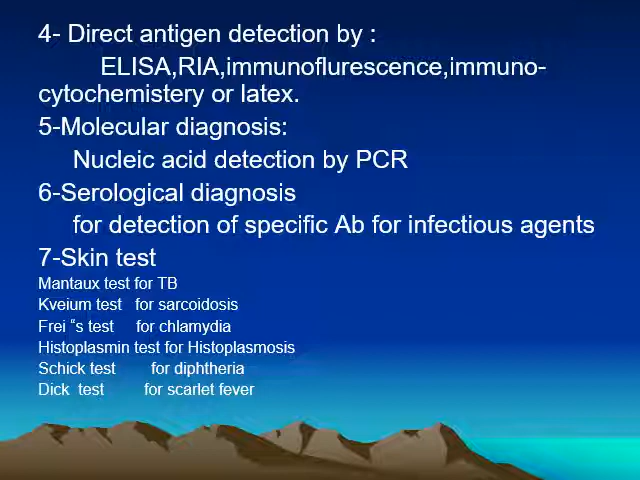 4- Direct antigen detection by :
ELISA,RIA,immunoflurescence,immuno-
cytochemistery or latex.
5-Molecular diagnosis:
Nucleic acid detection by PCR
6-Serological diagnosis
for detection of specific Ab for infectious agents
7-Skin test
Mantaux test for TB
Kveium test for sarcoidosis
Frei “s test for chlamydia
Histoplasmin test for Histoplasmosis
Schick test for diphtheria
Dick test for scarlet fever